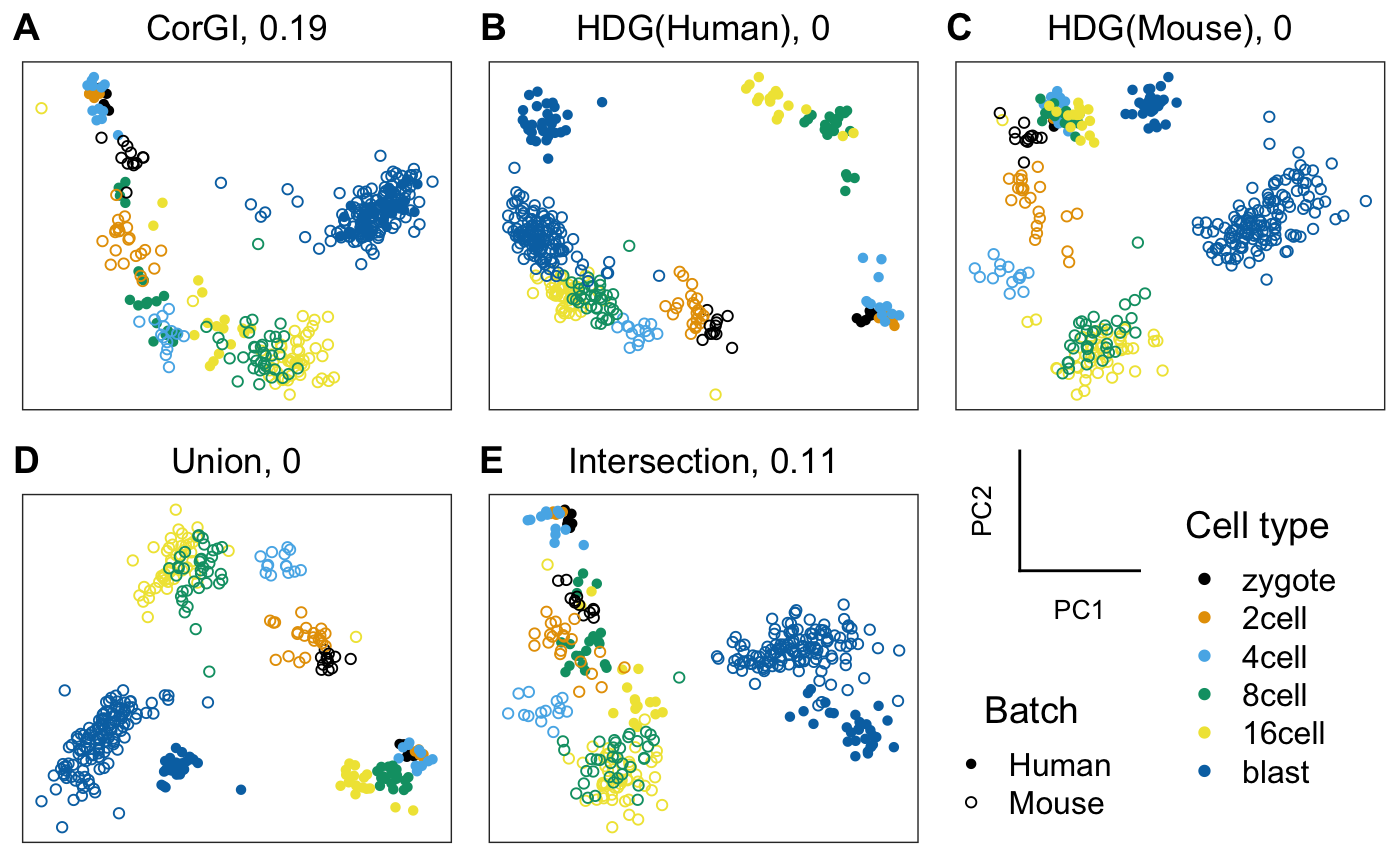 A CorGI, 0.19
B HDG(Human), 0
C HDG(Mouse), 0
D Union, 0
E Intersection, 0.11
PC2
PC1
Cell type
zygote
2cell
4cell
8cell
16cell
blast
Batch
Human
Mouse